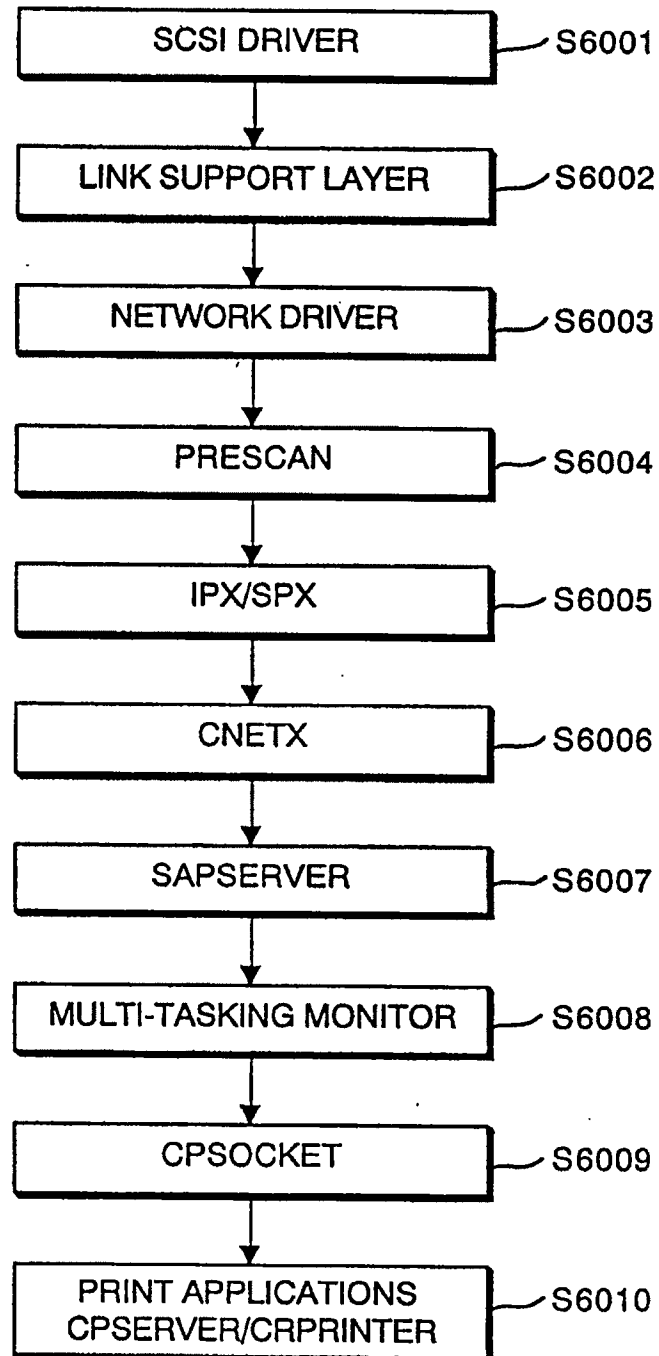 SCSI DRIVER S6001
LINK SUPPORT LAYER S6002
NETWORK DRIVER S6003
PRESCAN S6004
IPX/SPX S6005
CNETX S6006
SAPSERVER S6007
MULTI-TASKING MONITOR S6008
CPSOCKET S6009
PRINT APPLICATIONS S6010
CPSERVER/CRPRINTER